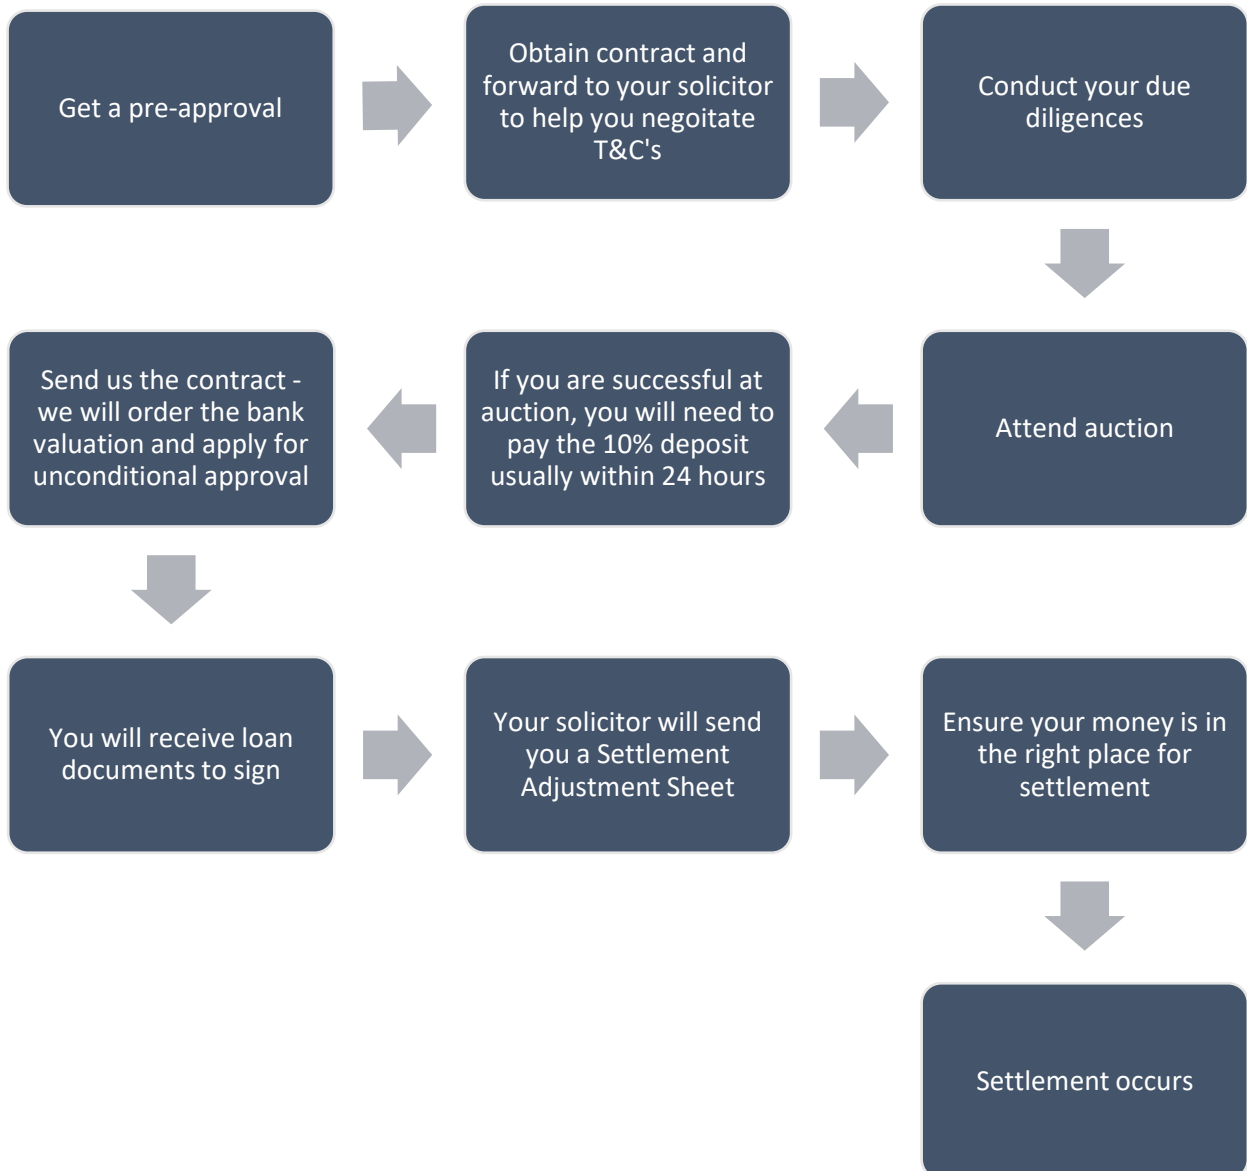 Get a pre-approval
Obtain contract and
forward to your solicitor
to help you negoitate
T&C's
Conduct your due
diligences
Attend auction
If you are successful at
auction, you will need to
pay the 10% deposit
usually within 24 hours
Send us the contract -
we will order the bank
valuation and apply for
unconditional approval
You will receive loan
documents to sign
Your solicitor will send
you a Settlement
Adjustment Sheet
Ensure your money is in
the right place for
settlement
Settlement occurs